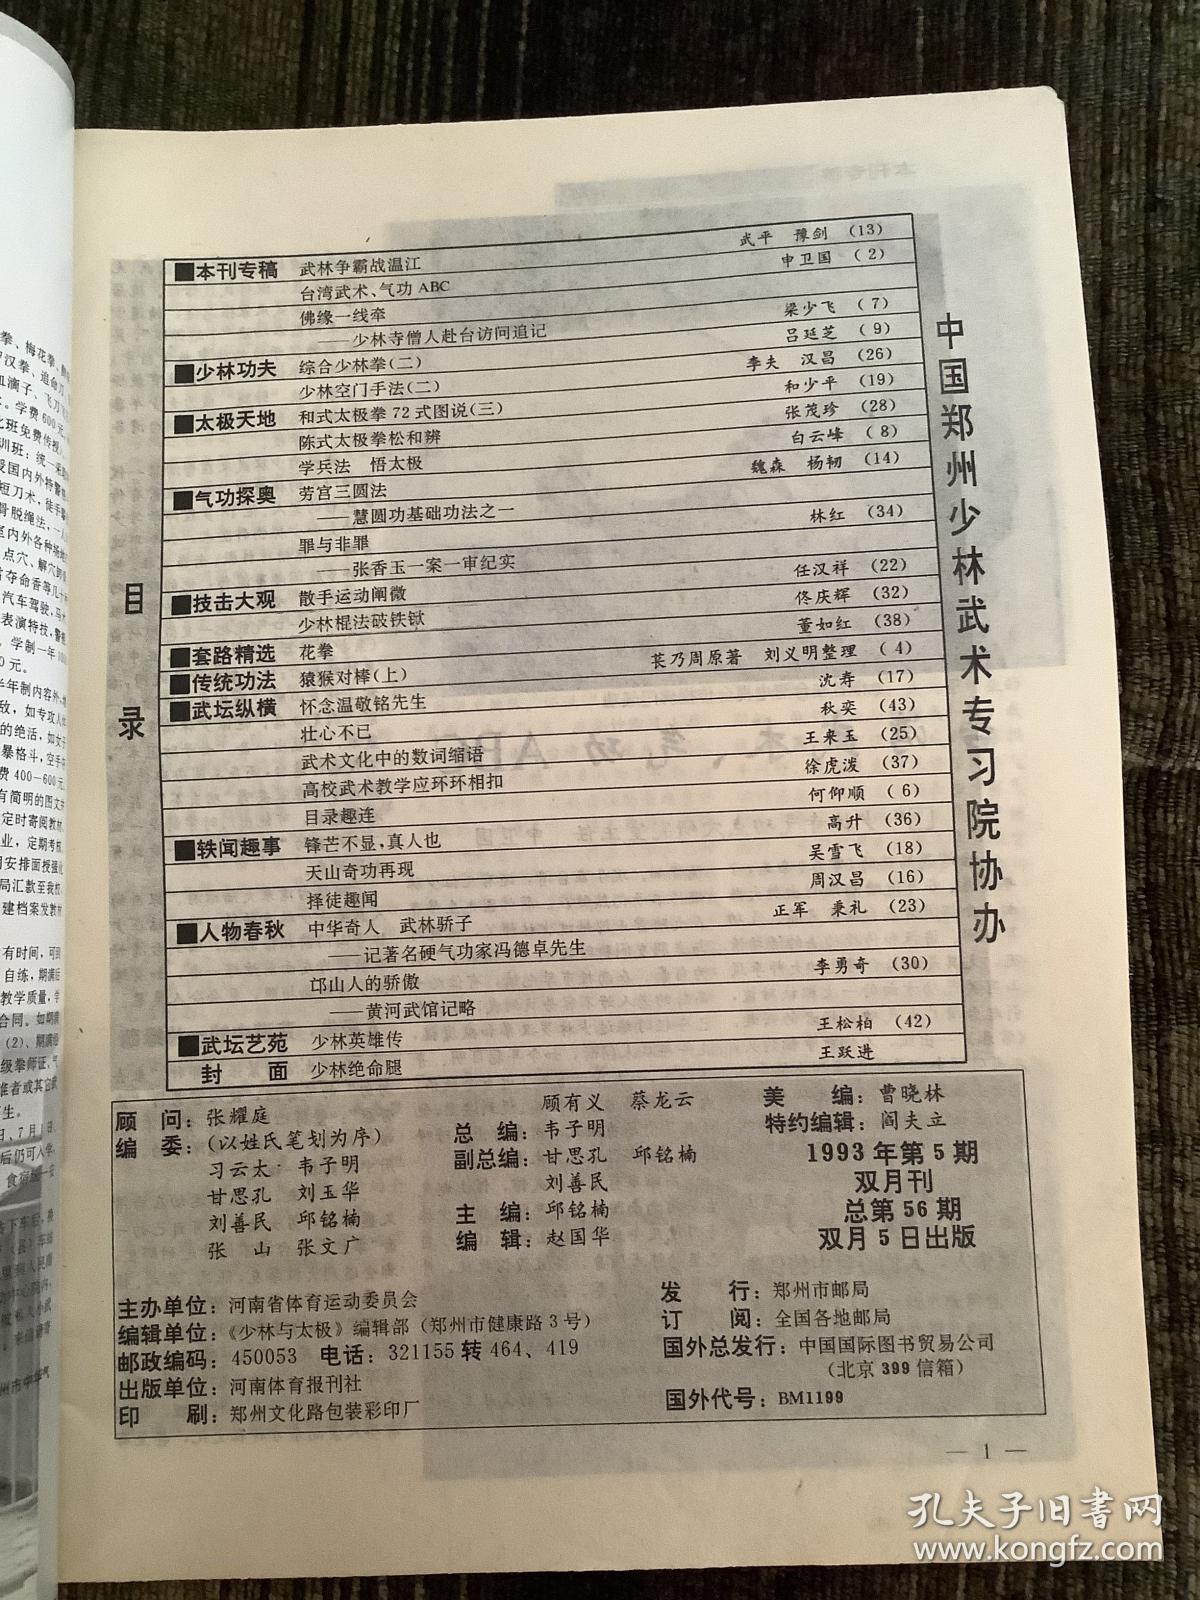 目录
■本刊专稿 武林争霸战温江 武平 豫剑 (13)
台湾武术、气功ABC 申卫国 (2)
佛缘一线牵
——少林寺僧人赴台访问追记 梁少飞 (7)
■少林功夫 综合少林拳(二) 吕延芝 (9)
少林空门手法(二) 李夫 汉昌 (26)
■太极天地 和式太极拳72式图说(三) 和少平 (19)
陈式太极拳松和辨 张茂珍 (28)
学兵法 悟太极 白云峰 (8)
■气功探奥 劳宫三圆法 魏森 杨韧 (14)
——慧圆功基础功法之一
罪与非罪 林红 (34)
——张香玉一案一审纪实
■技击大观 散手运动阐微 任汉祥 (22)
少林棍法破铁锨 佟庆辉 (32)
■套路精选 花拳 董如红 (38)
■传统功法 猿猴对棒(上) 苌乃周原著 刘义明整理 (4)
■武坛纵横 怀念温敬铭先生 沈寿 (17)
壮心不已 秋奕 (43)
武术文化中的数词缩语 王来玉 (25)
高校武术教学应环环相扣 徐虎泼 (37)
目录趣连 何仰顺 (6)
■轶闻趣事 锋芒不显,真人也 高升 (36)
天山奇功再现 吴雪飞 (18)
择徒趣闻 周汉昌 (16)
■人物春秋 中华奇人 武林骄子 正军 秉礼 (23)
——记著名硬气功家冯德卓先生
邙山人的骄傲 李勇奇 (30)
——黄河武馆记略
■武坛艺苑 少林英雄传 王松柏 (42)
封面 少林绝命腿 王跃进
中国郑州少林武术专习院协办
顾 问:张耀庭
编 委:(以姓氏笔划为序)
习云太 韦子明
甘思孔 刘玉华
刘善民 邱铭楠
张 山 张文广
顾有义 蔡龙云
总 编:韦子明
副总编:甘思孔 邱铭楠
刘善民
主 编:邱铭楠
编 辑:赵国华
美 编:曹晓林
特约编辑:阎夫立
1993年第5期
双月刊
总第56期
双月5日出版
主办单位:河南省体育运动委员会
编辑单位:《少林与太极》编辑部(郑州市健康路3号)
邮政编码:450053 电话:321155转464、419
出版单位:河南体育报刊社
印 刷:郑州文化路包装彩印厂
发 行:郑州市邮局
订 阅:全国各地邮局
国外总发行:中国国际图书贸易公司
(北京399信箱)
国外代号:BM1199
— 1 —
孔夫子旧书网
www.kongfz.com